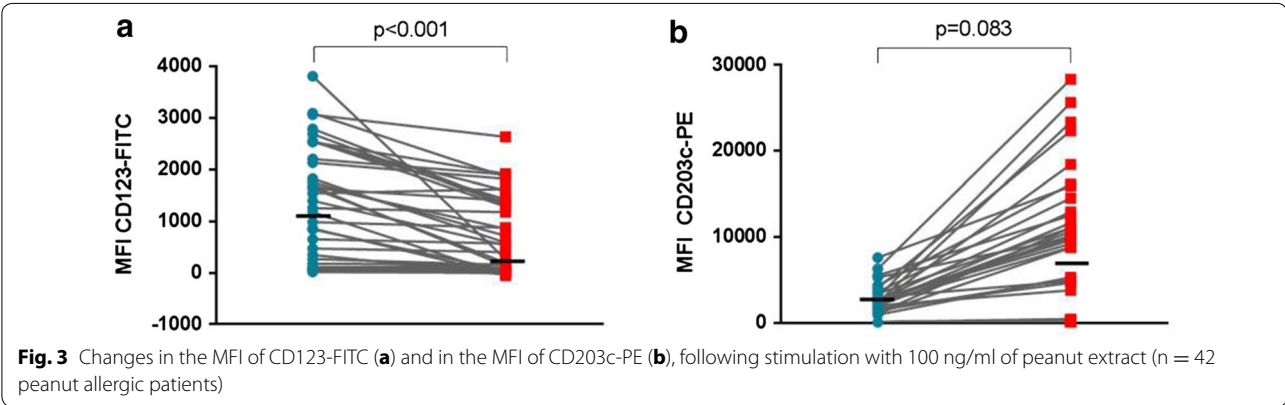 a
p<0.001
4000
3000
2000
1000
0
-1000
MFI CD123-FITC
b
p=0.083
30000
20000
10000
0
MFI CD203c-PE
Fig. 3 Changes in the MFI of CD123-FITC (a) and in the MFI of CD203c-PE (b), following stimulation with 100 ng/ml of peanut extract (n = 42
peanut allergic patients)